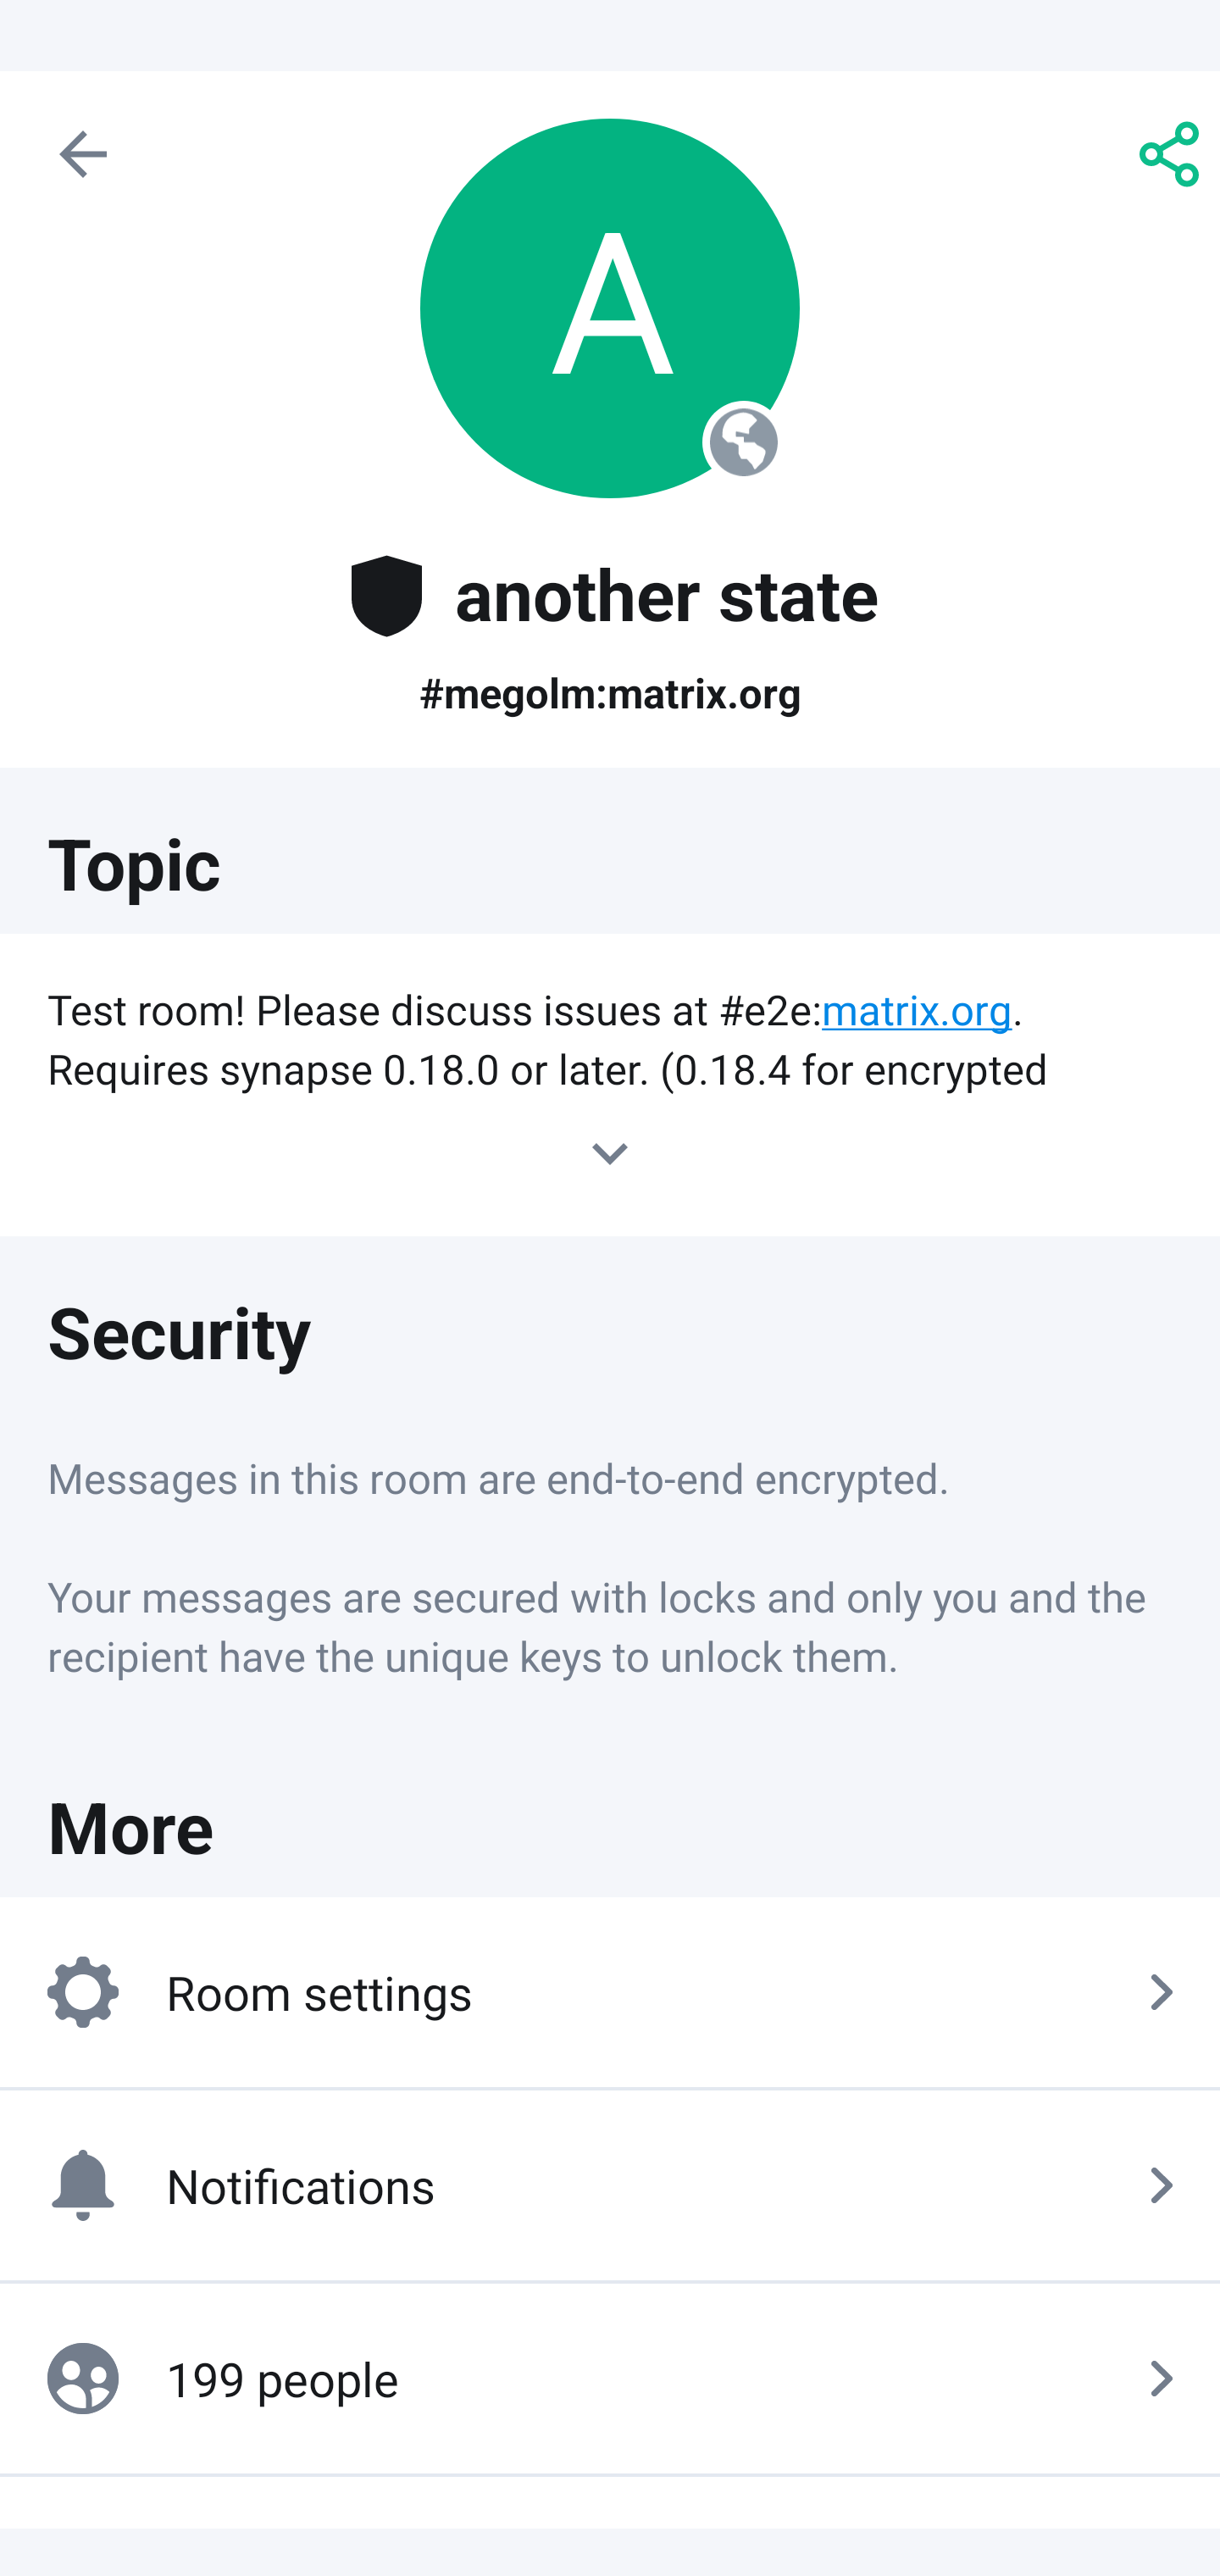 A
another state
#megolm:matrix.org
Topic
Test room! Please discuss issues at #e2e:matrix.org.
Requires synapse 0.18.0 or later. (0.18.4 for encrypted
Security
Messages in this room are end-to-end encrypted.
Your messages are secured with locks and only you and the
recipient have the unique keys to unlock them.
More
Room settings
Notifications
199 people